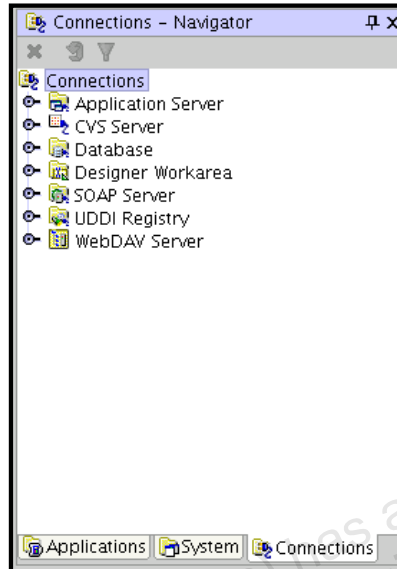 Connections - Navigator
Connections
Application Server
CVS Server
Database
Designer Workarea
SOAP Server
UDDI Registry
WebDAV Server
has a
Applications System Connections